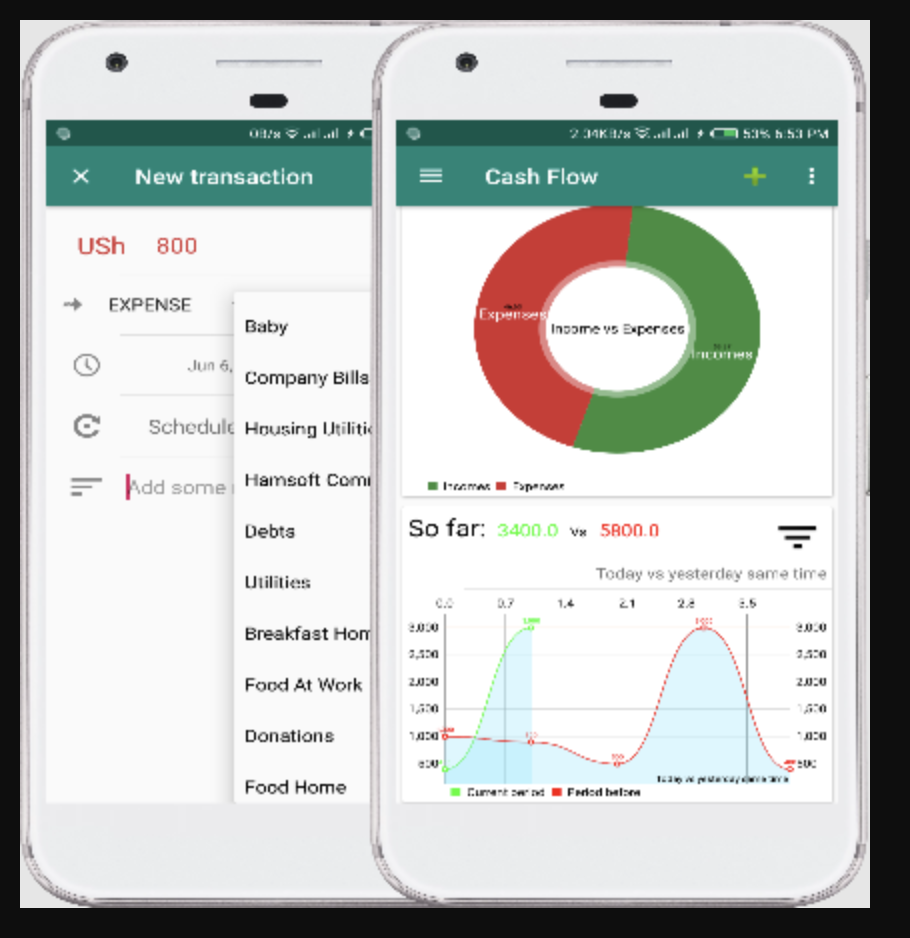 0B/s
New transaction
USh 800
EXPENSE
Jun 6,
Schedule
Add some
Baby
Company Bills
Housing Utilitie
Hamsoft Com
Debts
Utilities
Breakfast Hom
Food At Work
Donations
Food Home
2.04KB/s 53% 6:53 PM
Cash Flow
Expenses
Income vs Expenses
Incomes
Incomes Expenses
So far: 3400.0 Vs 5800.0
Today vs yesterday same time
0.0 0.7 1.4 2.1 2.8 3.5
3,000 3,000
2,500 2,500
2,000 2,000
1,500 1,500
1,000 1,000
500 500
Today vs yesterday same time
Current period Period before